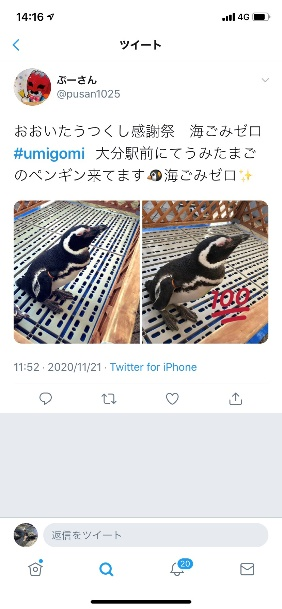 14:16
4G
ツイート
ぶーさん
@pusan1025
おおいたうつくし感謝祭　海ごみゼロ
#umigomi 大分駅前にてうみたまご
のペンギン来てます🐧海ごみゼロ✨
100
11:52・2020/11/21・Twitter for iPhone
返信をツイート
20